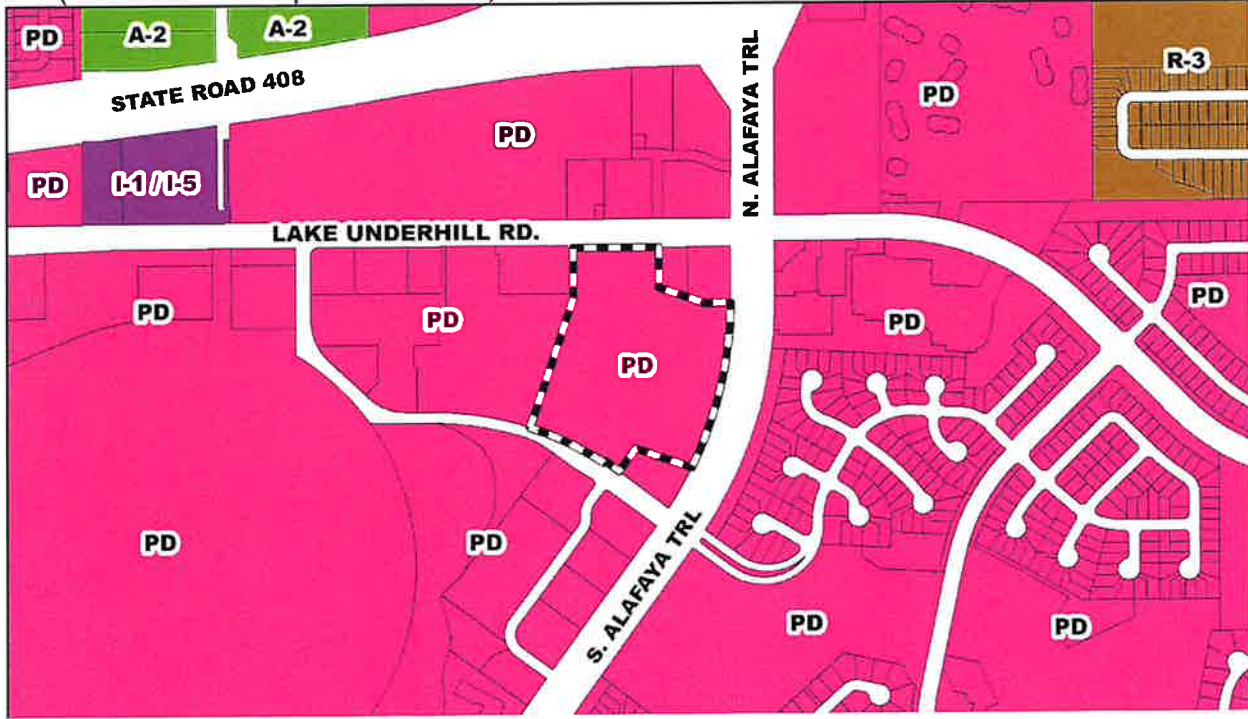 PD
A-2
A-2
STATE ROAD 408
N. ALAFAYA TRL
PD
R-3
PD
PD
I-1 / I-5
LAKE UNDERHILL RD.
PD
PD
PD
PD
PD
PD
PD
S. ALAFAYA TRL
PD
PD